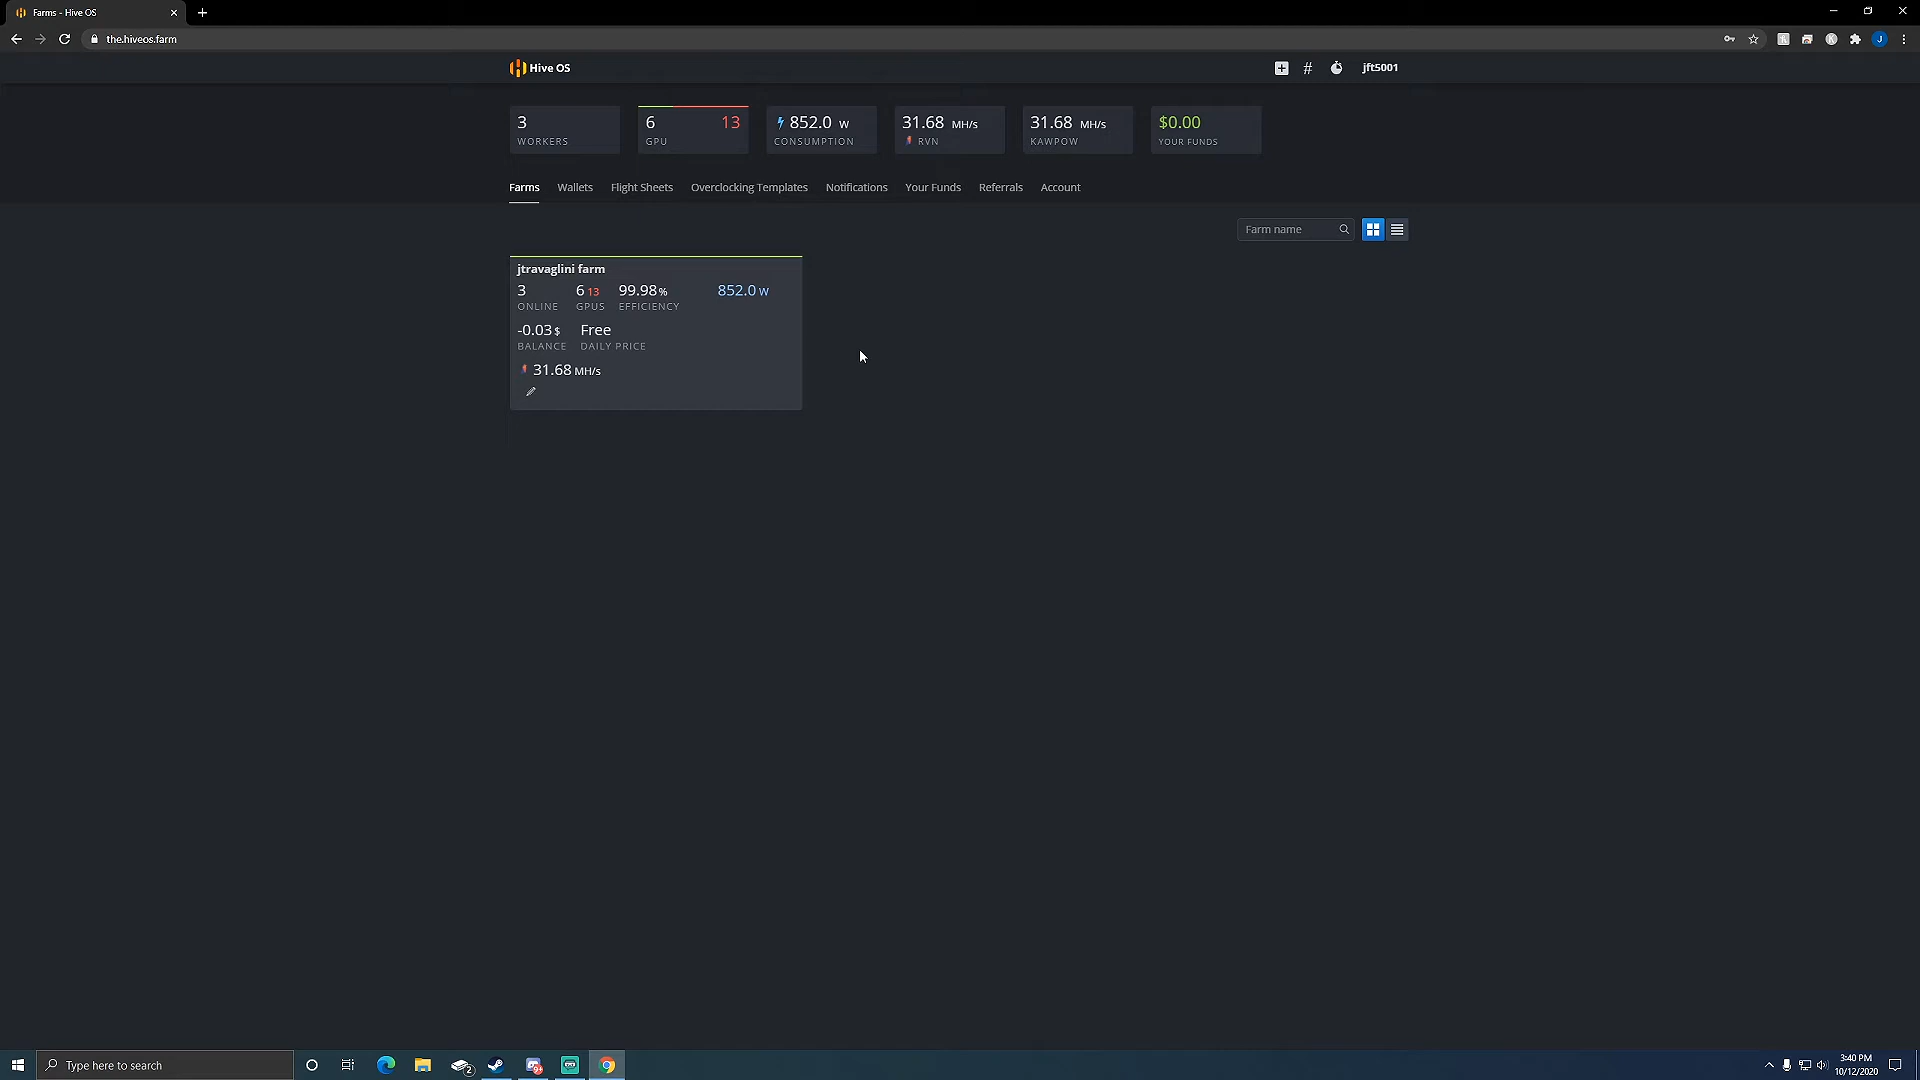 Farms - Hive OS
the.hiveos.farm
J
Hive OS
# jft5001
3
WORKERS
6 13
GPU
852.0 W
CONSUMPTION
31.68 MH/s
RVN
31.68 MH/s
KAWPOW
$0.00
YOUR FUNDS
Farms Wallets Flight Sheets Overclocking Templates Notifications Your Funds Referrals Account
Farm name
jtravaglini farm
3 6 13 99.98% 852.0 W
ONLINE GPUS EFFICIENCY
-0.03 $ Free
BALANCE DAILY PRICE
31.68 MH/s
Type here to search
2
9+
3:40 PM
10/12/2020